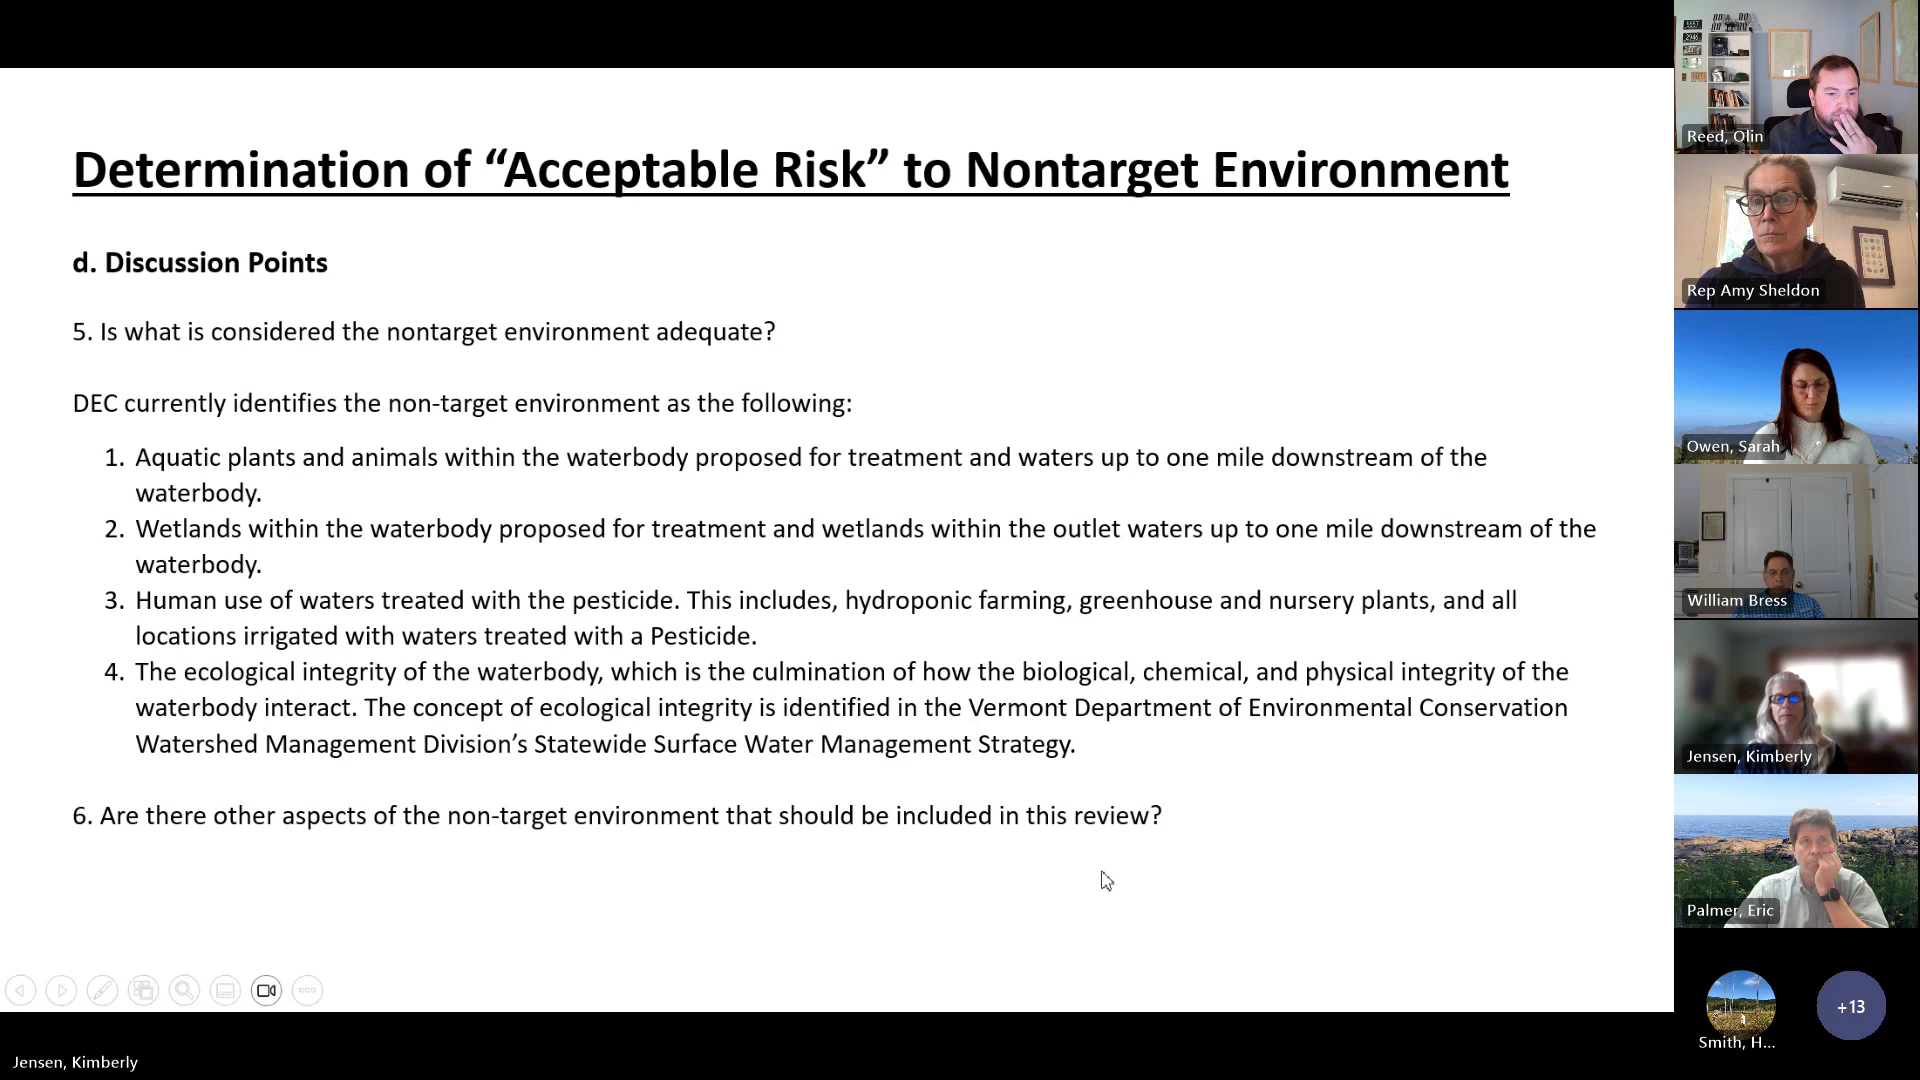 Determination of “Acceptable Risk” to Nontarget Environment
d. Discussion Points
5. Is what is considered the nontarget environment adequate?
DEC currently identifies the non-target environment as the following:
1. Aquatic plants and animals within the waterbody proposed for treatment and waters up to one mile downstream of the
waterbody.
2. Wetlands within the waterbody proposed for treatment and wetlands within the outlet waters up to one mile downstream of the
waterbody.
3. Human use of waters treated with the pesticide. This includes, hydroponic farming, greenhouse and nursery plants, and all
locations irrigated with waters treated with a Pesticide.
4. The ecological integrity of the waterbody, which is the culmination of how the biological, chemical, and physical integrity of the
waterbody interact. The concept of ecological integrity is identified in the Vermont Department of Environmental Conservation
Watershed Management Division’s Statewide Surface Water Management Strategy.
6. Are there other aspects of the non-target environment that should be included in this review?
Jensen, Kimberly
Reed, Olin
Rep Amy Sheldon
Owen, Sarah
William Bress
Jensen, Kimberly
Palmer, Eric
Smith, H...
+13